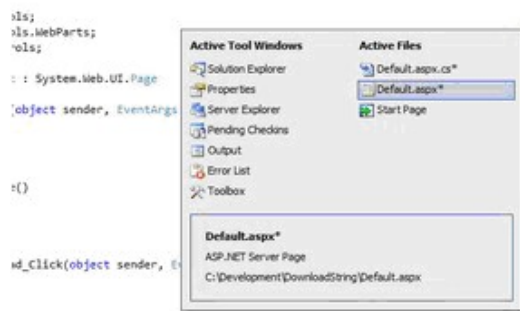 ols;
ols.WebParts;
rols;
: System.Web.UI.Page
(object sender, EventArgs
e()
ad_Click(object sender, E
Active Tool Windows
Solution Explorer
Properties
Server Explorer
Pending Checkins
Output
Error List
Toolbox
Active Files
Default.aspx.cs*
Default.aspx*
Start Page
Default.aspx*
ASP.NET Server Page
C:\Development\DownloadString\Default.aspx